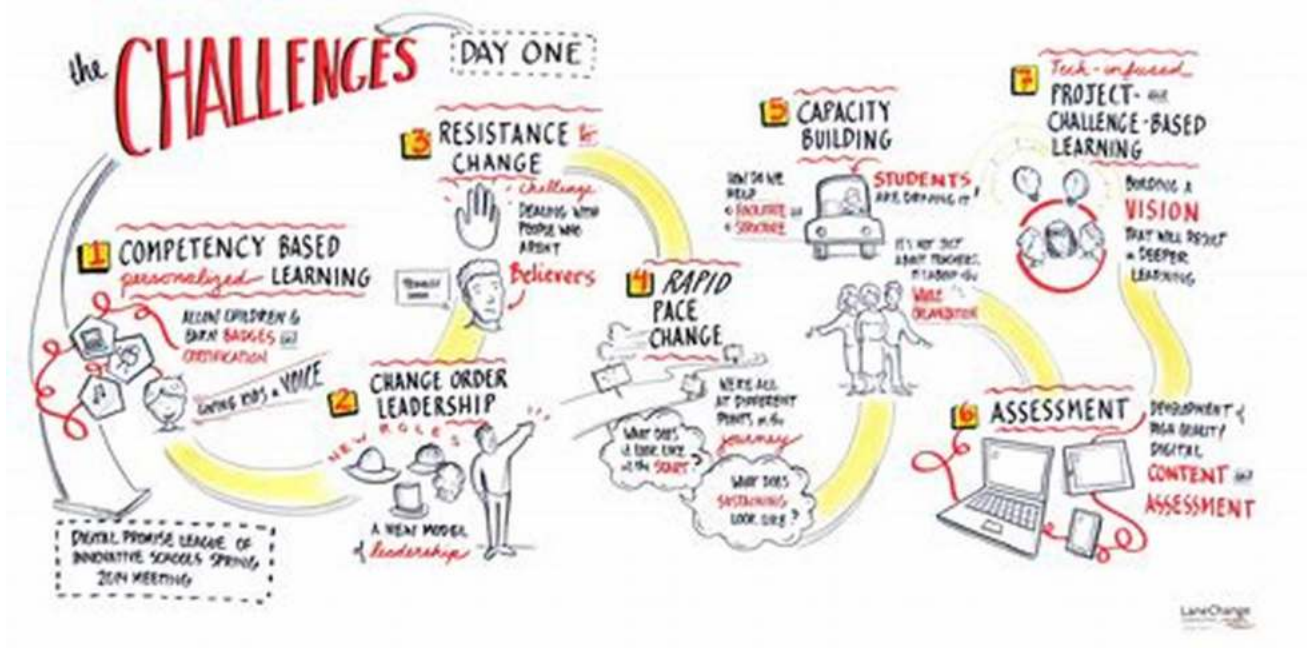 the
CHALLENGES
DAY ONE
1 COMPETENCY BASED
personalized LEARNING
ALLOW CHILDREN to
EARN BADGES and
CERTIFICATION
GIVING KIDS a VOICE
2 CHANGE ORDER
LEADERSHIP
NEW ROLES
A NEW MODEL
of leadership
3 RESISTANCE to
CHANGE
challenge
DEALING WITH
PEOPLE WHO
AREN'T
Believers
4 RAPID
PACE
CHANGE
WE'RE ALL
AT DIFFERENT
POINTS in the
journey
WHAT DOES
it LOOK LIKE
at the START?
WHAT DOES
SUSTAINING
LOOK LIKE?
5 CAPACITY
BUILDING
HOW DO WE
HELP
FACILITATE
STRUCTURE
STUDENTS
ARE DRIVING IT!
IT'S NOT JUST
ABOUT TEACHERS,
IT'S ABOUT the
WHOLE
ORGANIZATION
6 ASSESSMENT
DEVELOPMENT of
HIGH QUALITY
DIGITAL
CONTENT and
ASSESSMENT
7 Tech-infused
PROJECT- and
CHALLENGE-BASED
LEARNING
BUILDING A
VISION
THAT WILL RESULT
in DEEPER
LEARNING
DIGITAL PROMISE LEAGUE OF
INNOVATIVE SCHOOLS SPRING
2014 MEETING
LaneChange